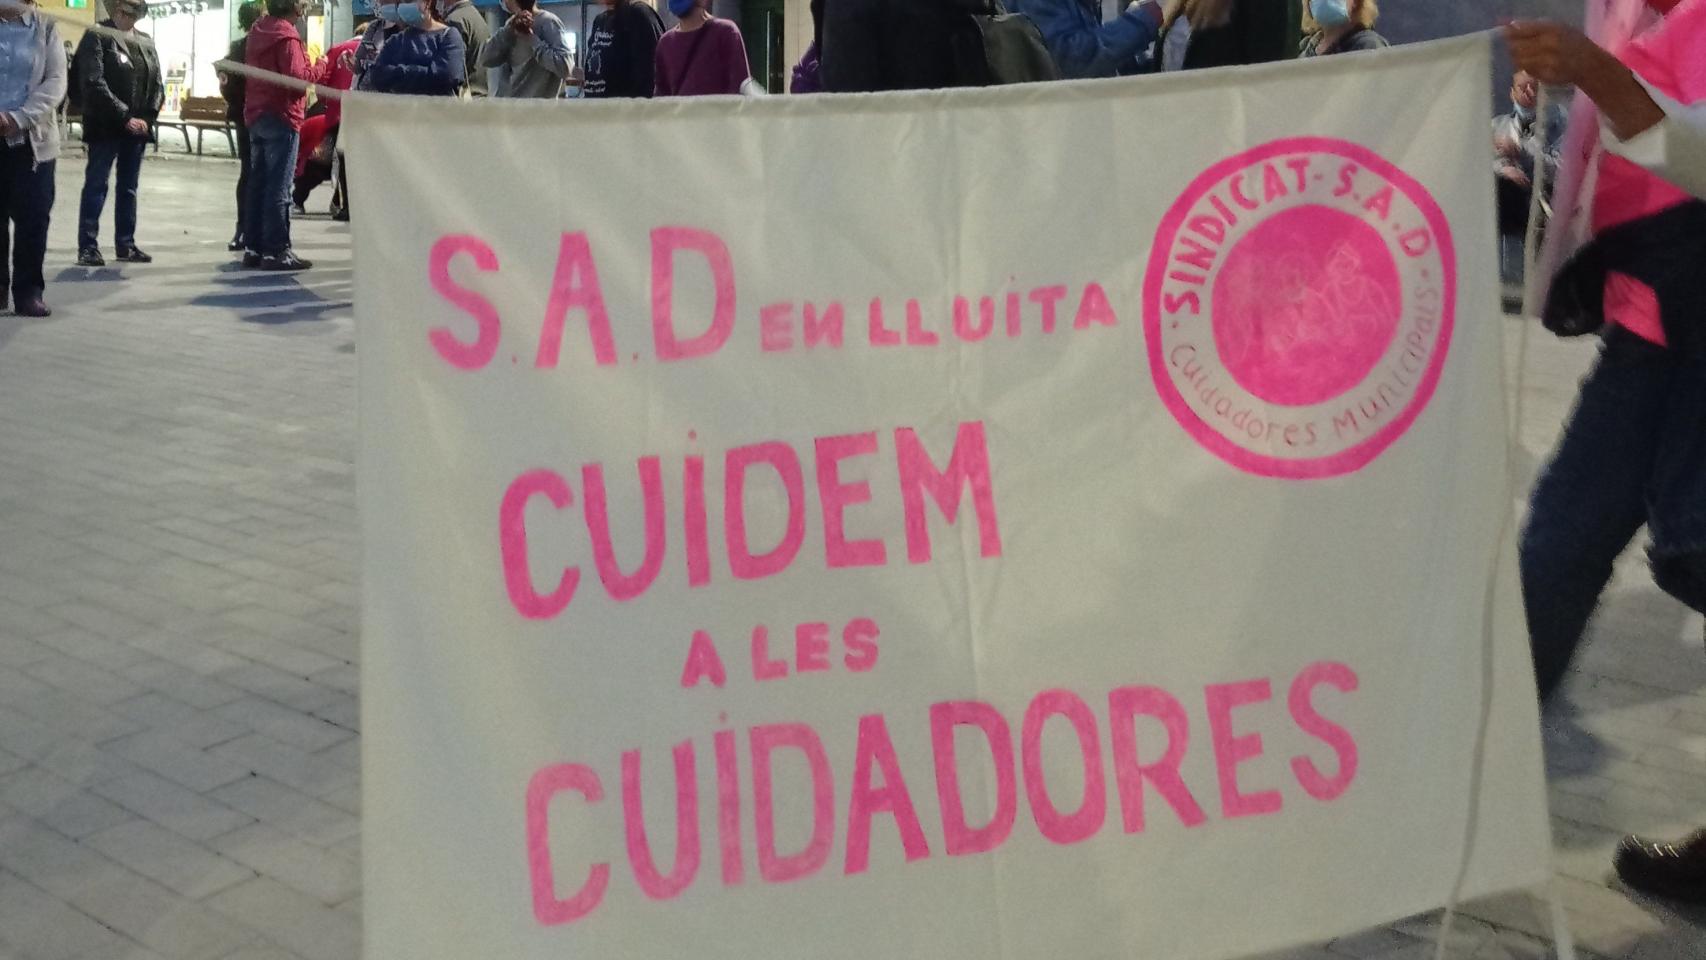 S.A.D EN LLUITA
CUIDEM
A LES
CUIDADORES
·SINDICAT·S.A.D·
Cuidadores Municipals